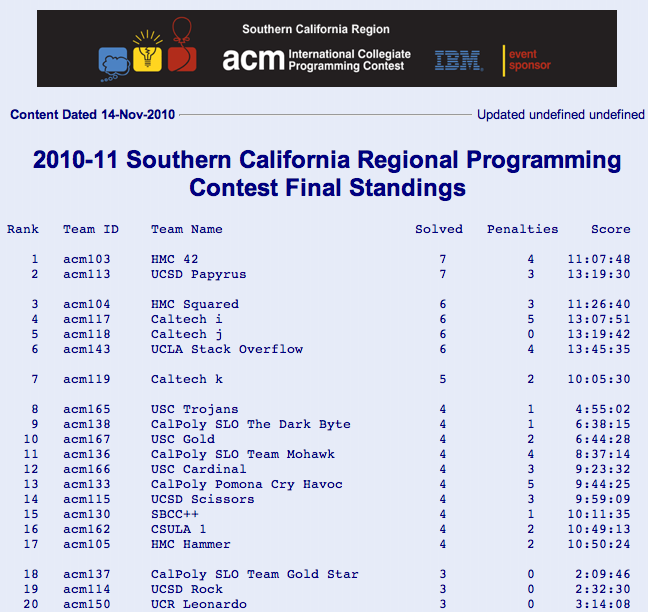 Southern California Region
acm International Collegiate
Programming Contest
IBM.
event
sponsor
Content Dated 14-Nov-2010
Updated undefined undefined
2010-11 Southern California Regional Programming
Contest Final Standings
Rank Team ID Team Name Solved Penalties Score
1 acm103 HMC 42 7 4 11:07:48
2 acm113 UCSD Papyrus 7 3 13:19:30
3 acm104 HMC Squared 6 3 11:26:40
4 acm117 Caltech i 6 5 13:07:51
5 acm118 Caltech j 6 0 13:19:42
6 acm143 UCLA Stack Overflow 6 4 13:45:35
7 acm119 Caltech k 5 2 10:05:30
8 acm165 USC Trojans 4 1 4:55:02
9 acm138 CalPoly SLO The Dark Byte 4 1 6:38:15
10 acm167 USC Gold 4 2 6:44:28
11 acm136 CalPoly SLO Team Mohawk 4 4 8:37:14
12 acm166 USC Cardinal 4 3 9:23:32
13 acm133 CalPoly Pomona Cry Havoc 4 5 9:44:25
14 acm115 UCSD Scissors 4 3 9:59:09
15 acm130 SBCC++ 4 1 10:11:35
16 acm162 CSULA 1 4 2 10:49:13
17 acm105 HMC Hammer 4 2 10:50:24
18 acm137 CalPoly SLO Team Gold Star 3 0 2:09:46
19 acm114 UCSD Rock 3 0 2:32:30
20 acm150 UCR Leonardo 3 0 3:14:08